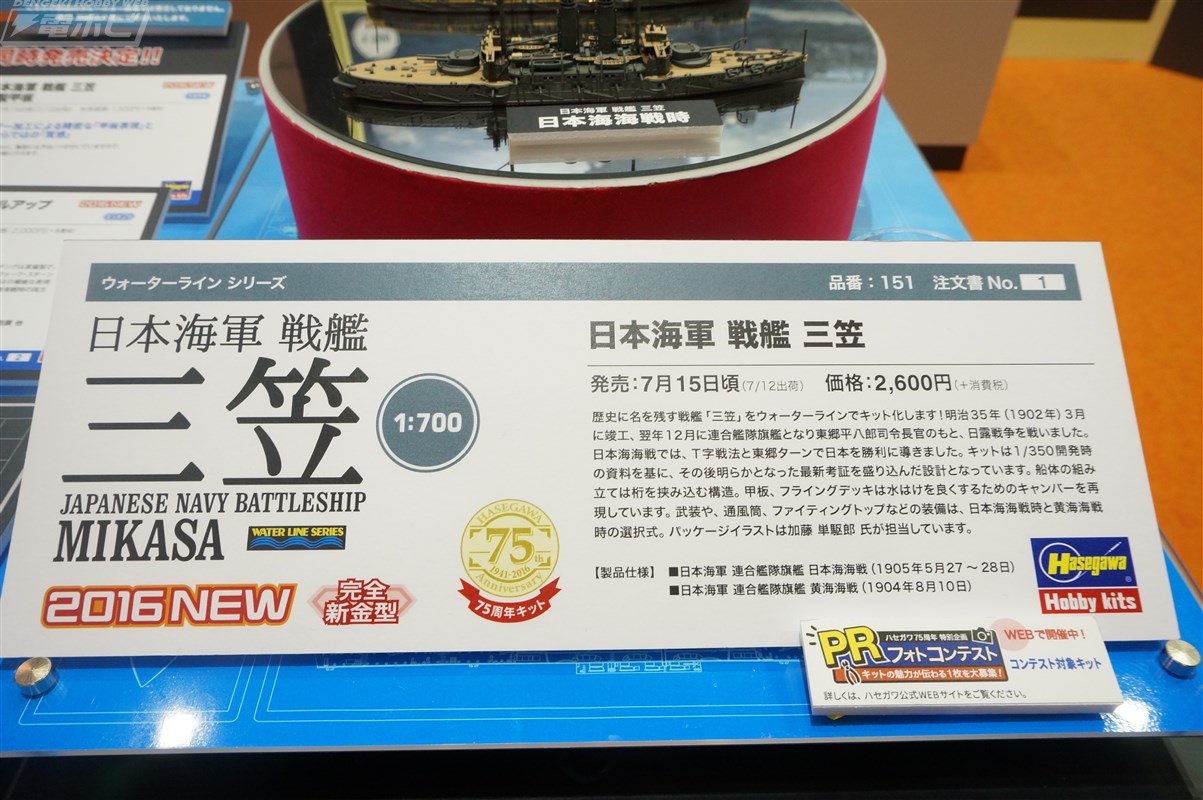 DENGEKI HOBBY WEB
電ホビ
同時発売決定!!
2016 NEW
日本海軍 戦艦 三笠
日本海海戦時
ウォーターライン シリーズ
品番：151 注文書 No. 1
日本海軍 戦艦
三笠
1:700
JAPANESE NAVY BATTLESHIP
MIKASA
WATER LINE SERIES
2016 NEW
完全
新金型
HASEGAWA
75th
1941-2016
Anniversary
75周年キット
日本海軍 戦艦 三笠
発売：7月15日頃（7/12出荷） 価格：2,600円（+消費税）
歴史に名を残す戦艦「三笠」をウォーターラインでキット化します！明治35年（1902年）3月
に竣工、翌年12月に連合艦隊旗艦となり東郷平八郎司令長官のもと、日露戦争を戦いました。
日本海海戦では、T字戦法と東郷ターンで日本を勝利に導きました。キットは1/350開発時
の資料を基に、その後明らかとなった最新考証を盛り込んだ設計となっています。船体の組み
立ては桁を挟み込む構造。甲板、フライングデッキは水はけを良くするためのキャンバーを再
現しています。武装や、通風筒、ファイティングトップなどの装備は、日本海海戦時と黄海海戦
時の選択式。パッケージイラストは加藤 単駆郎 氏が担当しています。
【製品仕様】 ■日本海軍 連合艦隊旗艦 日本海海戦（1905年5月27～28日）
■日本海軍 連合艦隊旗艦 黄海海戦（1904年8月10日）
Hasegawa
Hobby kits
ハセガワ75周年 特別企画
PRフォトコンテスト
キットの魅力が伝わる1枚を大募集！
WEBで開催中！
コンテスト対象キット
詳しくは、ハセガワ公式WEBサイトをご覧ください。